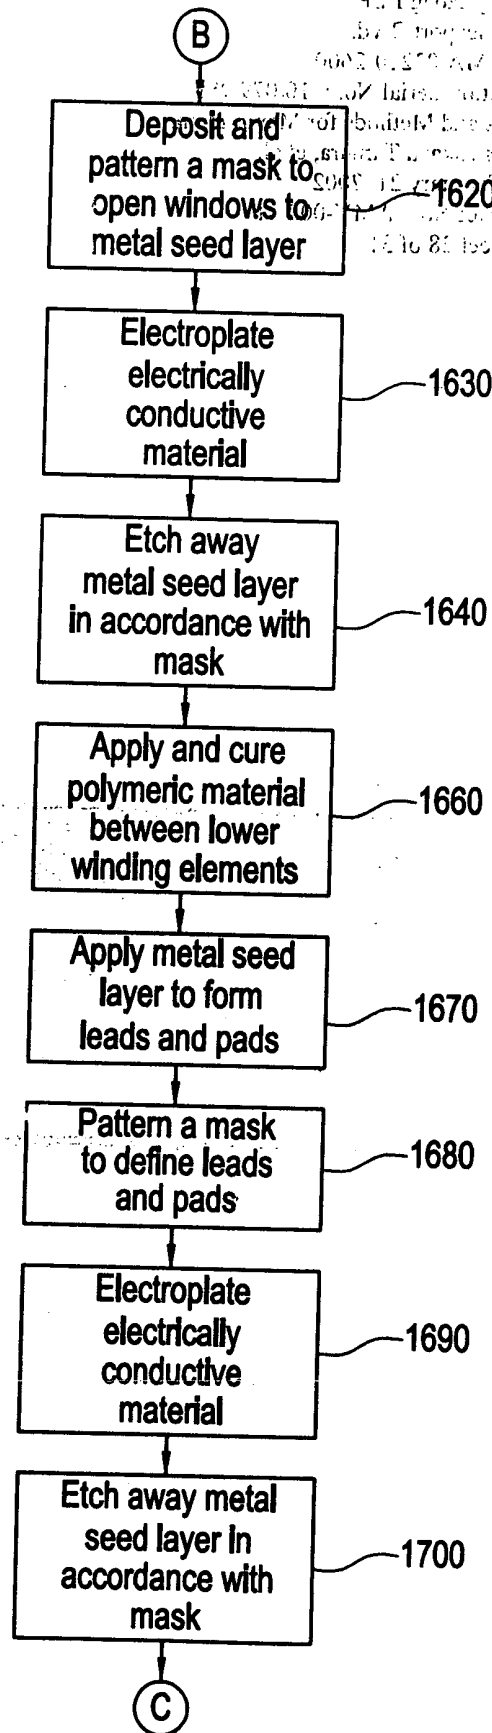 B
Deposit and
pattern a mask to
open windows to
metal seed layer
1620
Electroplate
electrically
conductive
material
1630
Etch away
metal seed layer
in accordance with
mask
1640
Apply and cure
polymeric material
between lower
winding elements
1660
Apply metal seed
layer to form
leads and pads
1670
Pattern a mask
to define leads
and pads
1680
Electroplate
electrically
conductive
material
1690
Etch away metal
seed layer in
accordance with
mask
1700
C